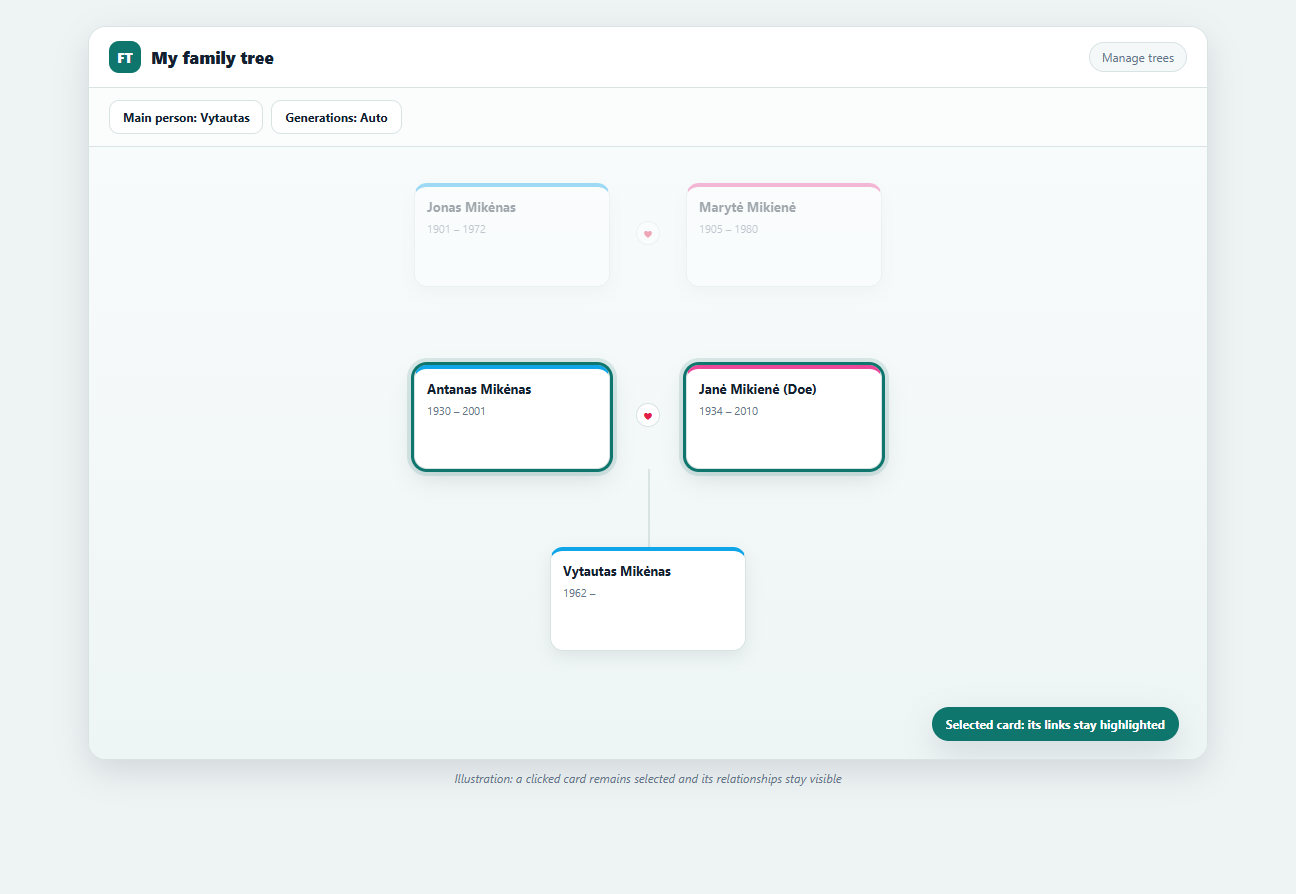 FT My family tree
Manage trees
Main person: Vytautas
Generations: Auto
Jonas Mikėnas
1901 – 1972
Marytė Mikienė
1905 – 1980
Antanas Mikėnas
1930 – 2001
Janė Mikienė (Doe)
1934 – 2010
Vytautas Mikėnas
1962 –
Selected card: its links stay highlighted
Illustration: a clicked card remains selected and its relationships stay visible